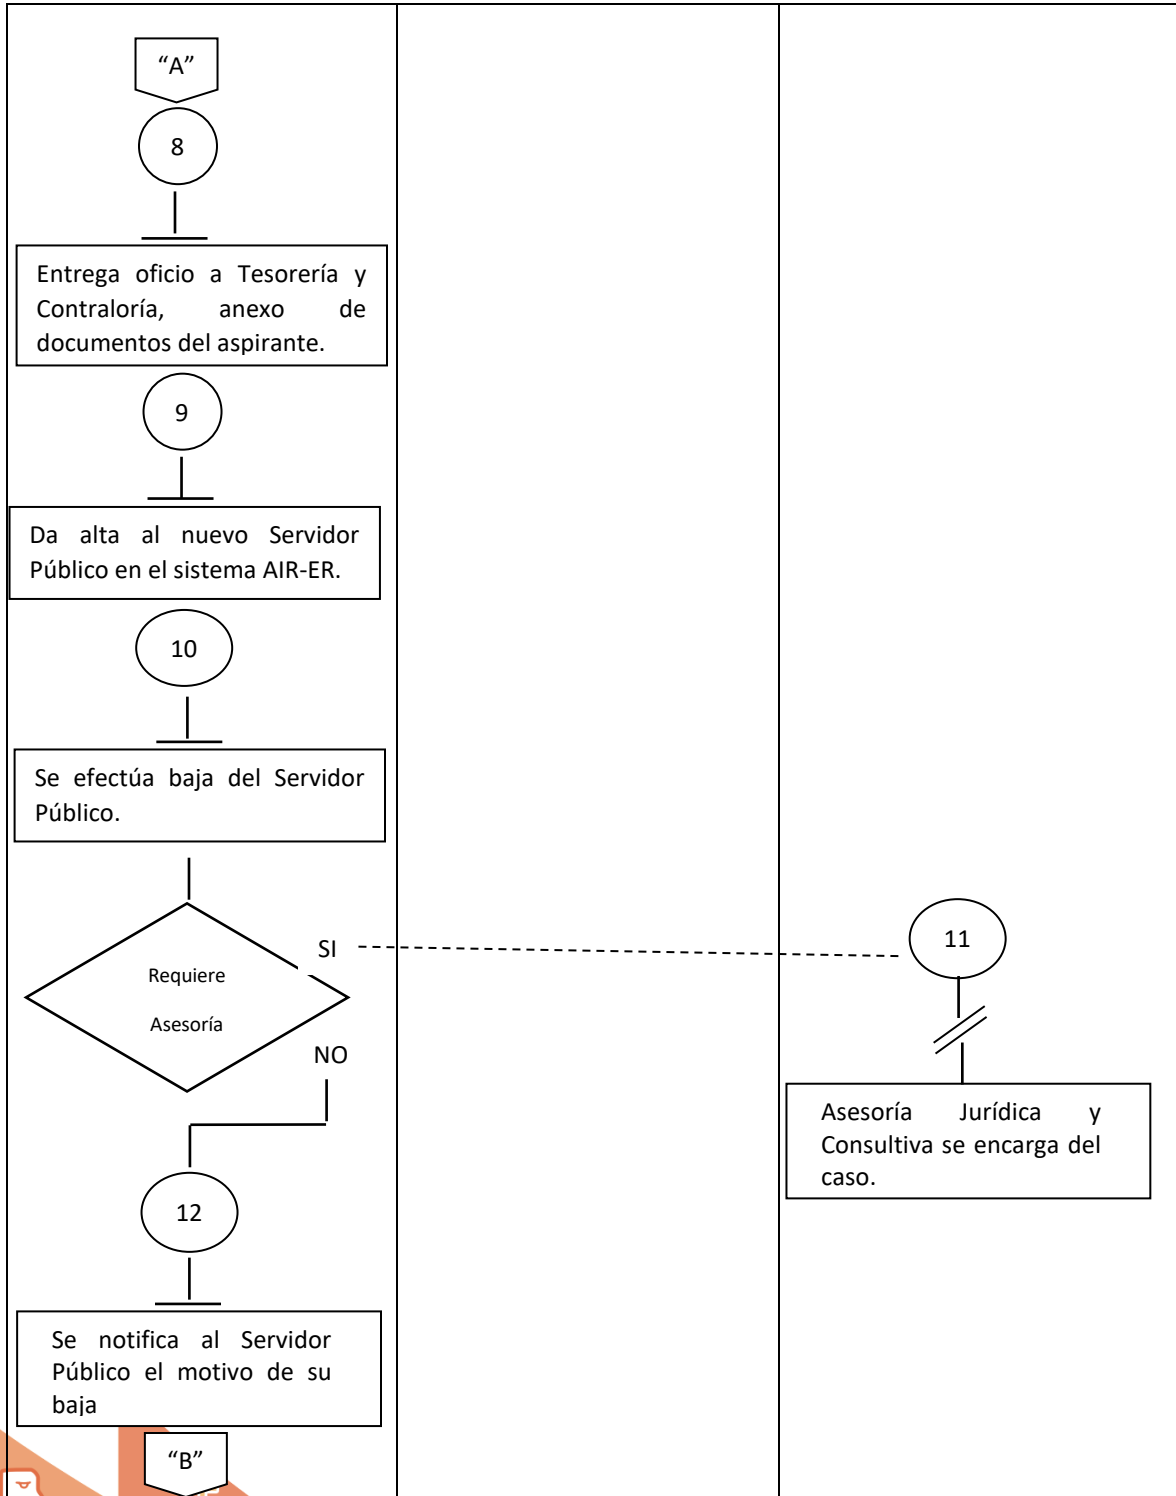 “A”
8
Entrega oficio a Tesorería y
Contraloría, anexo de
documentos del aspirante.
9
Da alta al nuevo Servidor
Público en el sistema AIR-ER.
10
Se efectúa baja del Servidor
Público.
Requiere
Asesoría
SI
NO
11
Asesoría Jurídica y
Consultiva se encarga del
caso.
12
Se notifica al Servidor
Público el motivo de su
baja
“B”